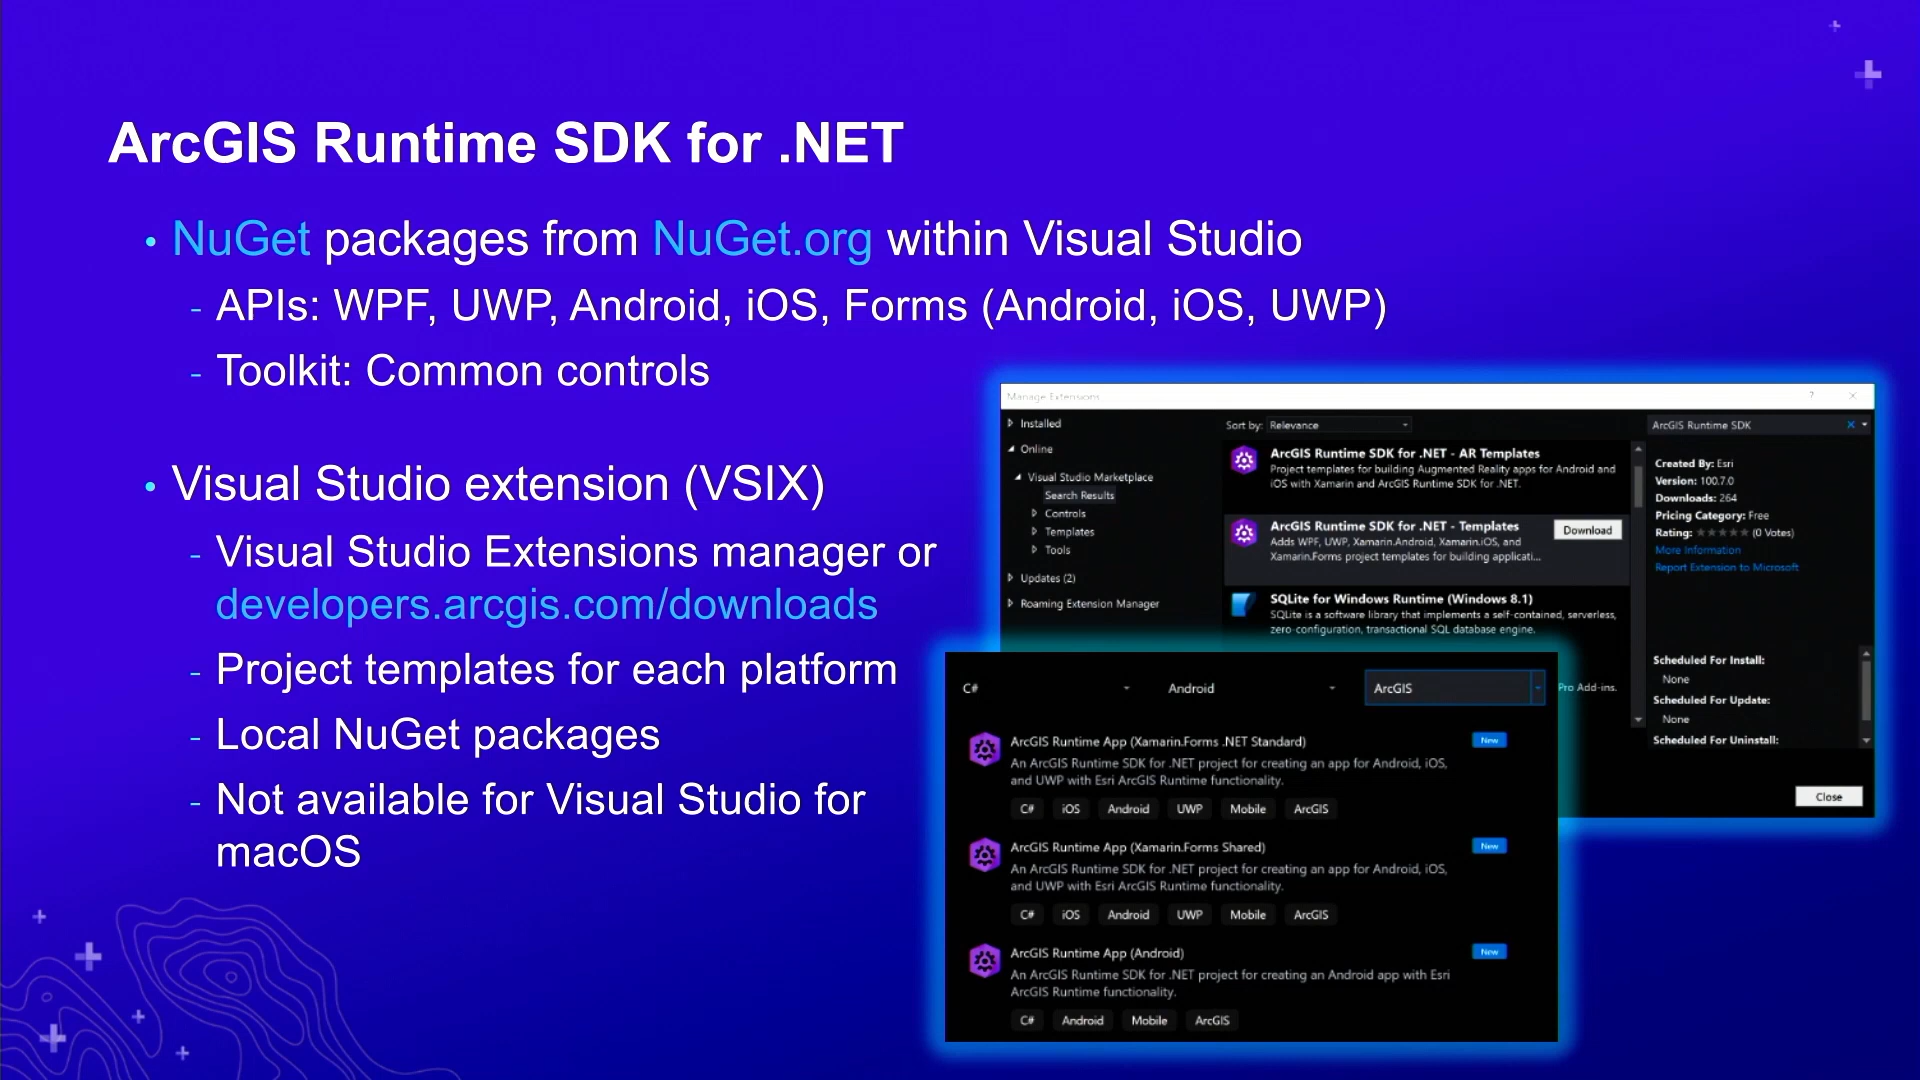 ArcGIS Runtime SDK for .NET
• NuGet packages from NuGet.org within Visual Studio
- APIs: WPF, UWP, Android, iOS, Forms (Android, iOS, UWP)
- Toolkit: Common controls
• Visual Studio extension (VSIX)
- Visual Studio Extensions manager or
developers.arcgis.com/downloads
- Project templates for each platform
- Local NuGet packages
- Not available for Visual Studio for
macOS
Manage Extensions
Installed
Online
Visual Studio Marketplace
Search Results
Controls
Templates
Tools
Updates (2)
Roaming Extension Manager
Sort by: Relevance
ArcGIS Runtime SDK for .NET - AR Templates
Project templates for building Augmented Reality apps for Android and
iOS with Xamarin and ArcGIS Runtime SDK for .NET.
ArcGIS Runtime SDK for .NET - Templates
Download
Adds WPF, UWP, Xamarin.Android, Xamarin.iOS, and
Xamarin.Forms project templates for building applicati...
SQLite for Windows Runtime (Windows 8.1)
SQLite is a software library that implements a self-contained, serverless,
zero-configuration, transactional SQL database engine.
Pro Add-ins.
ArcGIS Runtime SDK
Created By: Esri
Version: 100.7.0
Downloads: 264
Pricing Category: Free
Rating: ★★★★★ (0 Votes)
More Information
Report Extension to Microsoft
Scheduled For Install:
None
Scheduled For Update:
None
Scheduled For Uninstall:
Close
C#
Android
ArcGIS
ArcGIS Runtime App (Xamarin.Forms .NET Standard)
New
An ArcGIS Runtime SDK for .NET project for creating an app for Android, iOS,
and UWP with Esri ArcGIS Runtime functionality.
C# iOS Android UWP Mobile ArcGIS
ArcGIS Runtime App (Xamarin.Forms Shared)
New
An ArcGIS Runtime SDK for .NET project for creating an app for Android, iOS,
and UWP with Esri ArcGIS Runtime functionality.
C# iOS Android UWP Mobile ArcGIS
ArcGIS Runtime App (Android)
New
An ArcGIS Runtime SDK for .NET project for creating an Android app with Esri
ArcGIS Runtime functionality.
C# Android Mobile ArcGIS